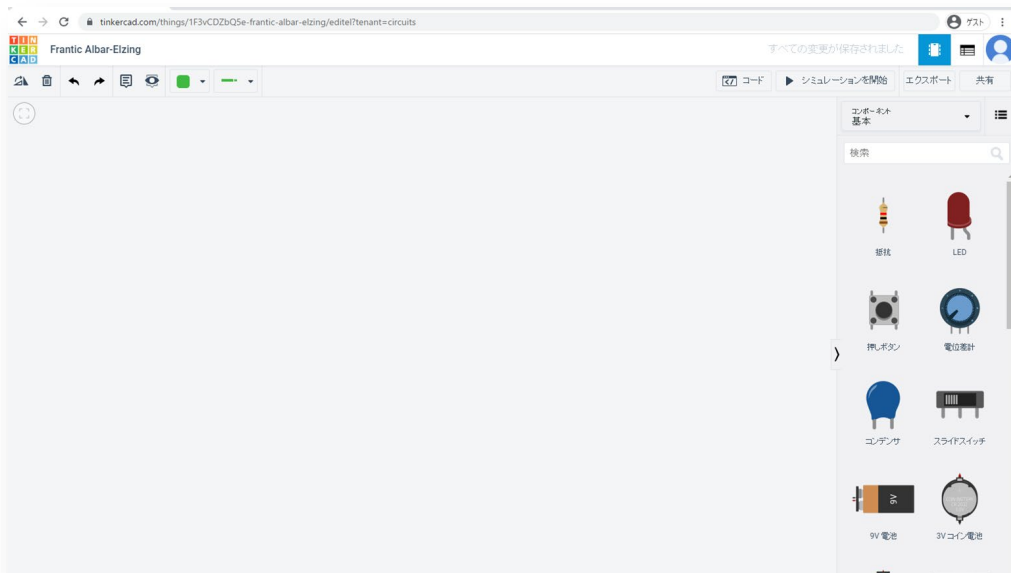 tinkercad.com/things/1F3vCDZbQ5e-frantic-albar-elzing/editel?tenant=circuits
ゲスト
TIN
KER
CAD
Frantic Albar-Elzing
すべての変更が保存されました
コード
シミュレーションを開始
エクスポート
共有
コンポーネント
基本
検索
抵抗
LED
押しボタン
電位差計
コンデンサ
スライドスイッチ
9V
9V 電池
3V コイン電池